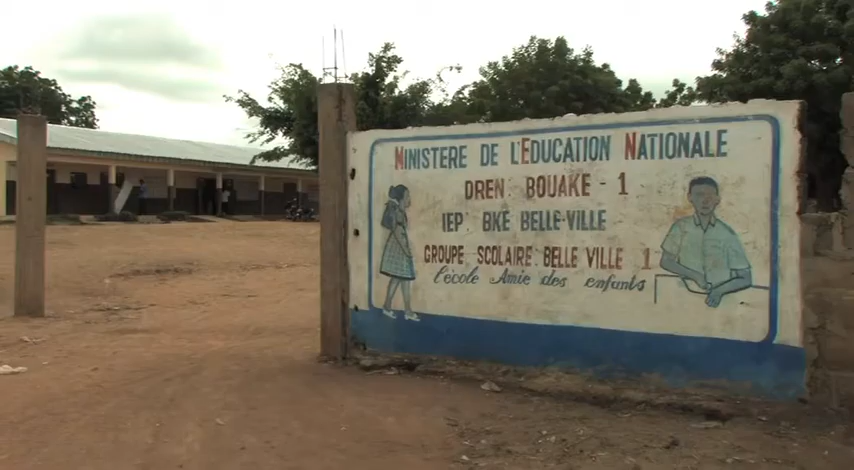 MINISTERE DE L'EDUCATION NATIONALE
DREN BOUAKE - 1
IEP BKE BELLE-VILLE
GROUPE SCOLAIRE BELLE VILLE 1
l'école Amie des enfants